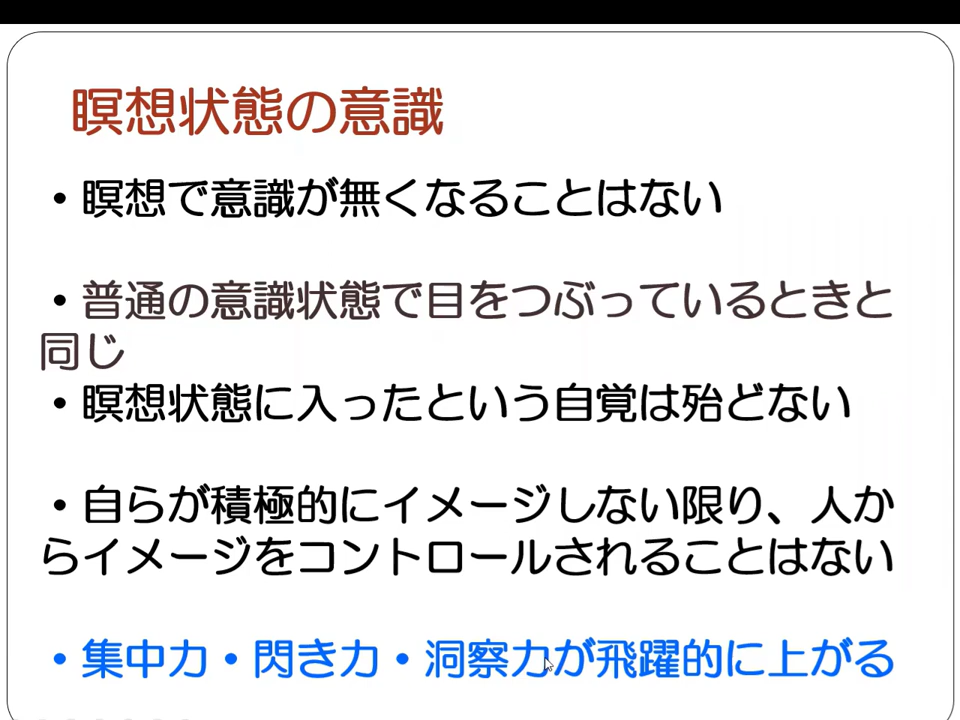 瞑想状態の意識
・瞑想で意識が無くなることはない
・普通の意識状態で目をつぶっているときと
同じ
・瞑想状態に入ったという自覚は殆どない
・自らが積極的にイメージしない限り、人か
らイメージをコントロールされることはない
・集中力・閃き力・洞察力が飛躍的に上がる